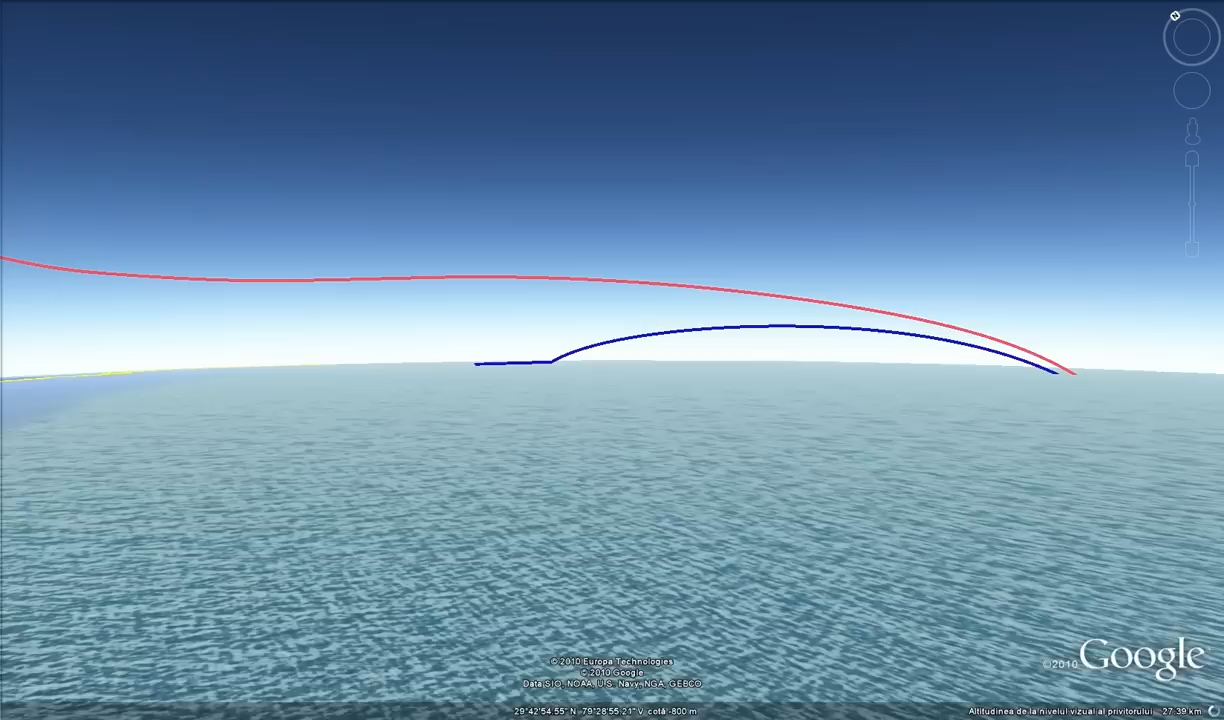 ©2010 Google
© 2010 Europa Technologies
© 2010 Google
Data SIO, NOAA, U.S. Navy, NGA, GEBCO
29°42'54.55" N 79°28'55.21" V cotă -800 m
Altitudinea de la nivelul vizual al privitorului 27.39 km